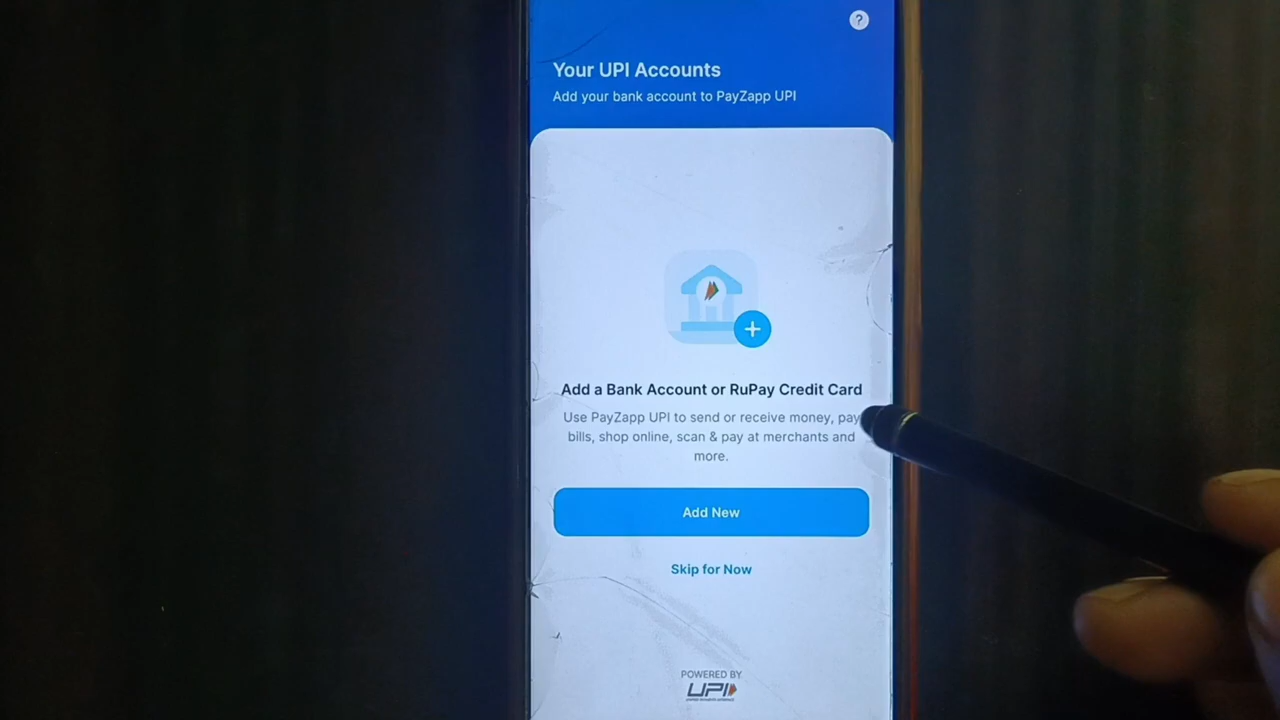 ?
Your UPI Accounts
Add your bank account to PayZapp UPI
Add a Bank Account or RuPay Credit Card
Use PayZapp UPI to send or receive money, pay
bills, shop online, scan & pay at merchants and
more.
Add New
Skip for Now
POWERED BY
UPI